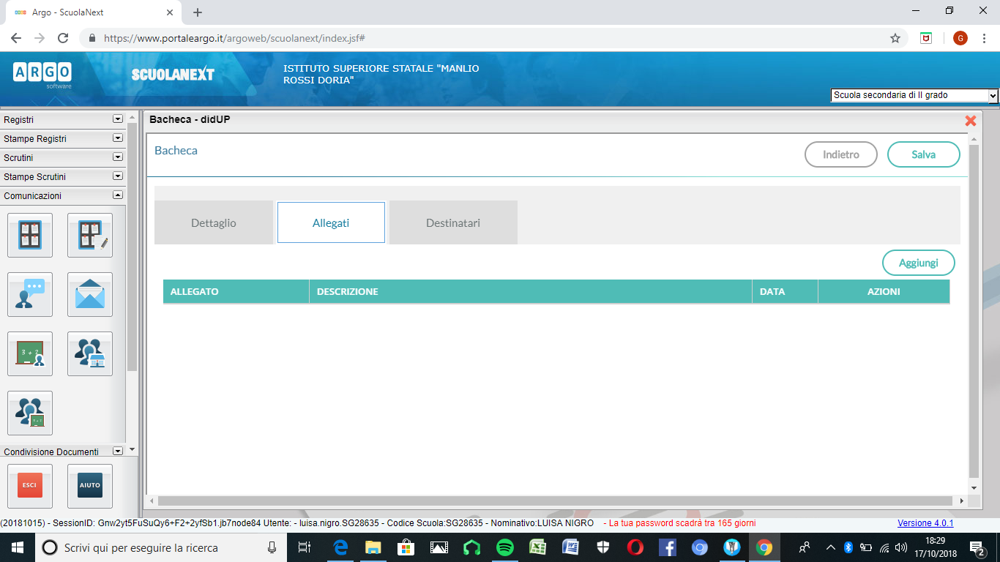 Argo - ScuolaNext
https://www.portaleargo.it/argoweb/scuolanext/index.jsf#
G
ARGO
software
SCUOLANEXT
ISTITUTO SUPERIORE STATALE "MANLIO
ROSSI DORIA"
Scuola secondaria di II grado
Registri
Stampe Registri
Scrutini
Stampe Scrutini
Comunicazioni
3 + 2
Condivisione Documenti
ESCI
AIUTO
Bacheca - didUP
Bacheca
Indietro
Salva
Dettaglio
Allegati
Destinatari
Aggiungi
ALLEGATO
DESCRIZIONE
DATA
AZIONI
(20181015) - SessionID: Gnw2yt5FuSuQy6+F2+2yfSb1.jb7node84 Utente: - luisa.nigro.SG28635 - Codice Scuola:SG28635 - Nominativo:LUISA NIGRO - La tua password scadrà tra 165 giorni
Versione 4.0.1
Scrivi qui per eseguire la ricerca
18:29
17/10/2018
2